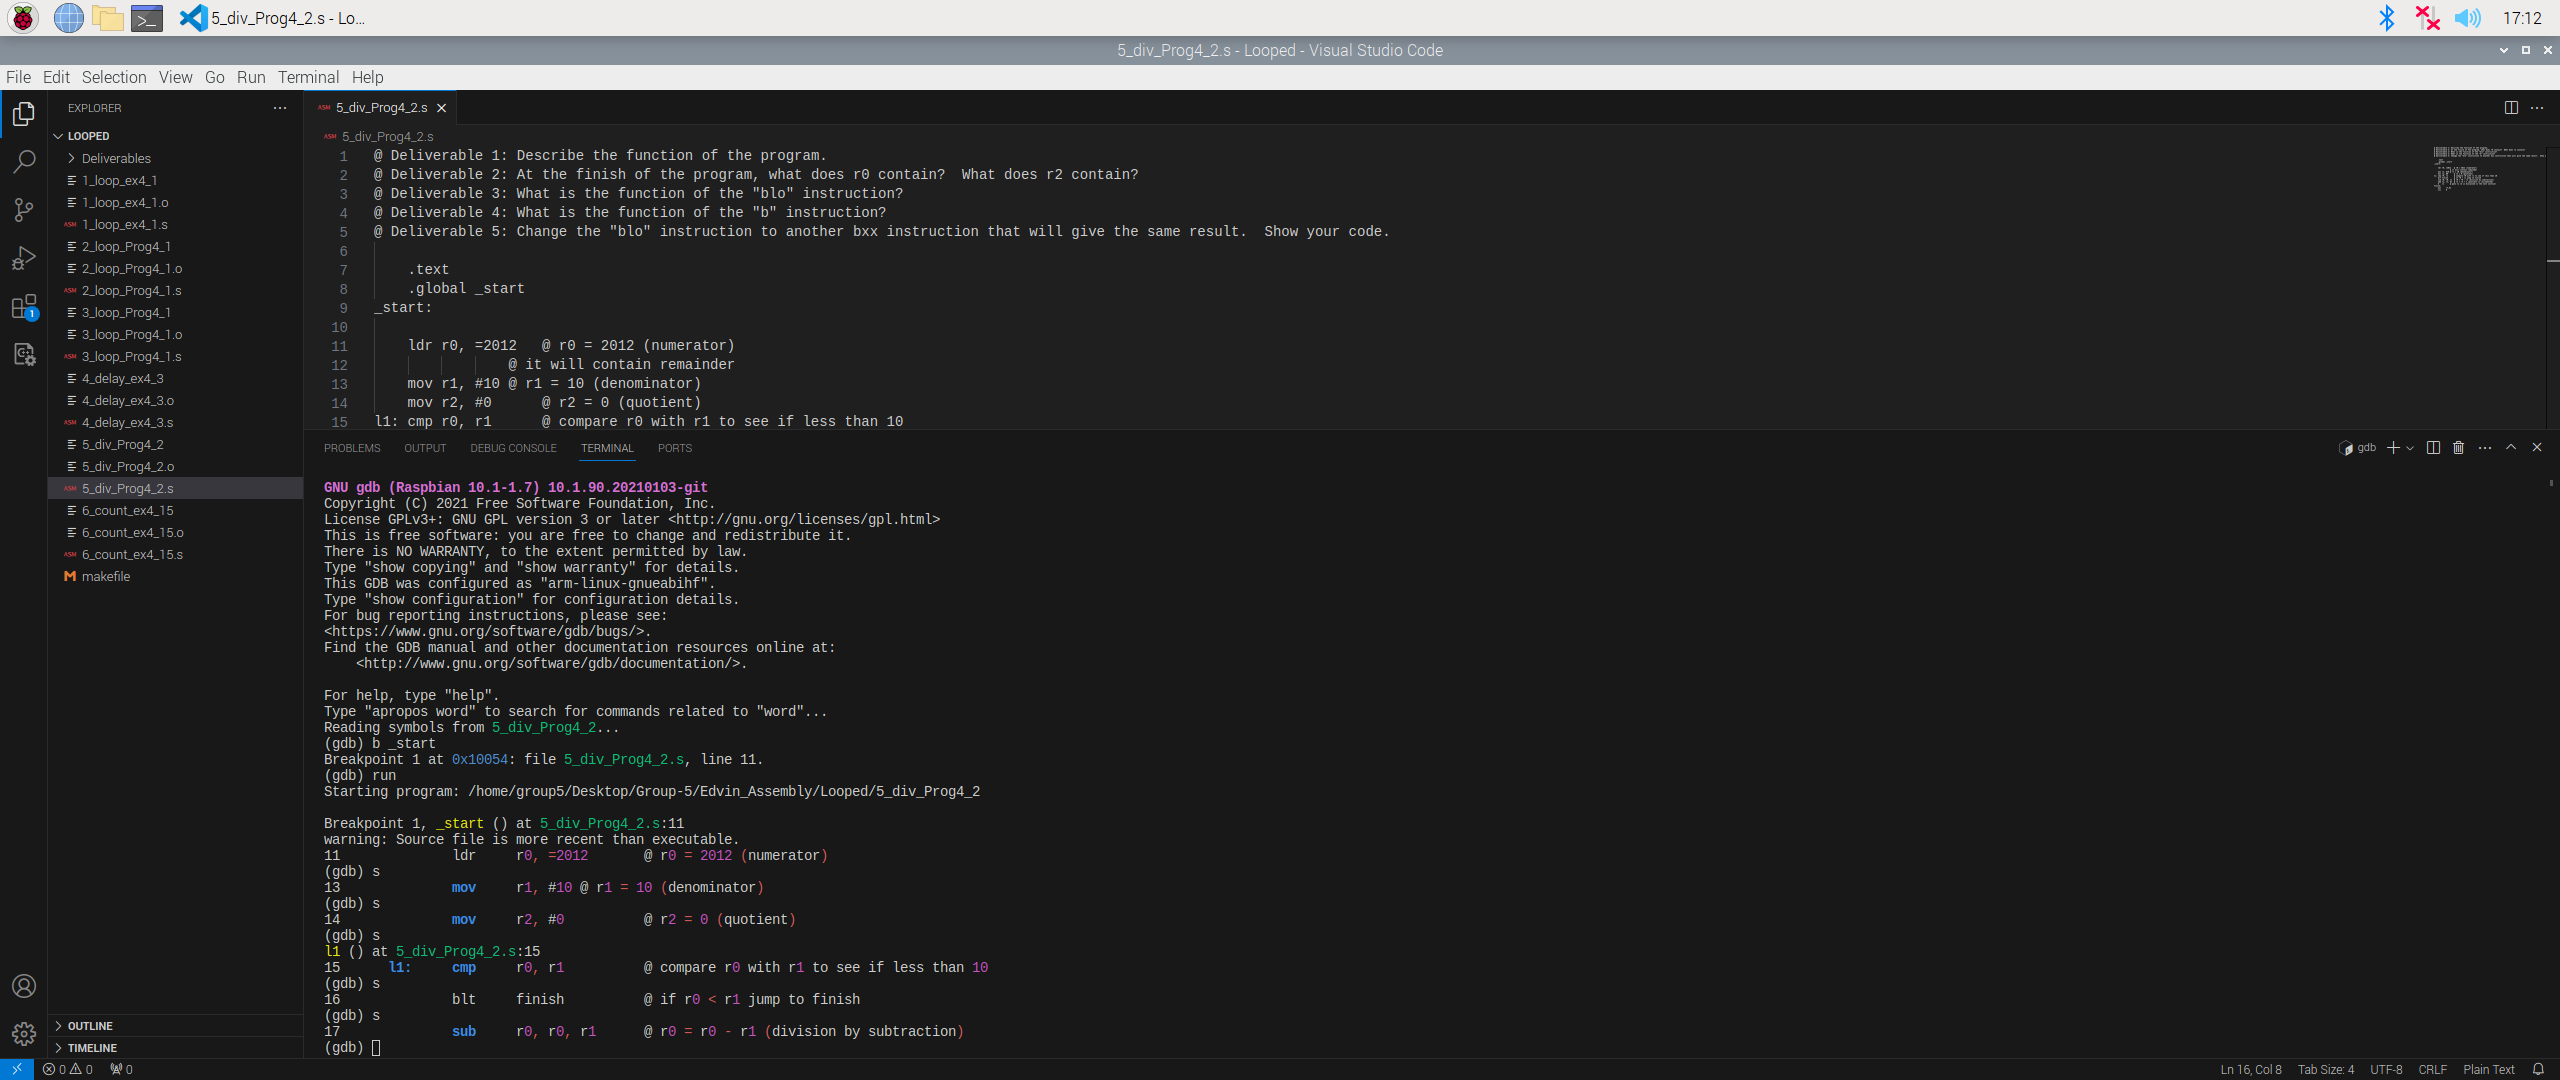 5_div_Prog4_2.s - Lo...
17:12
5_div_Prog4_2.s - Looped - Visual Studio Code
File Edit Selection View Go Run Terminal Help
EXPLORER
LOOPED
Deliverables
1_loop_ex4_1
1_loop_ex4_1.o
1_loop_ex4_1.s
2_loop_Prog4_1
2_loop_Prog4_1.o
2_loop_Prog4_1.s
3_loop_Prog4_1
3_loop_Prog4_1.o
3_loop_Prog4_1.s
4_delay_ex4_3
4_delay_ex4_3.o
4_delay_ex4_3.s
5_div_Prog4_2
5_div_Prog4_2.o
5_div_Prog4_2.s
6_count_ex4_15
6_count_ex4_15.o
6_count_ex4_15.s
makefile
OUTLINE
TIMELINE
5_div_Prog4_2.s
5_div_Prog4_2.s
1 @ Deliverable 1: Describe the function of the program.
2 @ Deliverable 2: At the finish of the program, what does r0 contain?  What does r2 contain?
3 @ Deliverable 3: What is the function of the "blo" instruction?
4 @ Deliverable 4: What is the function of the "b" instruction?
5 @ Deliverable 5: Change the "blo" instruction to another bxx instruction that will give the same result.  Show your code.
6
7     .text
8     .global _start
9 _start:
10
11     ldr r0, =2012   @ r0 = 2012 (numerator)
12                 @ it will contain remainder
13     mov r1, #10 @ r1 = 10 (denominator)
14     mov r2, #0      @ r2 = 0 (quotient)
15 l1: cmp r0, r1      @ compare r0 with r1 to see if less than 10
PROBLEMS OUTPUT DEBUG CONSOLE TERMINAL PORTS
gdb
GNU gdb (Raspbian 10.1-1.7) 10.1.90.20210103-git
Copyright (C) 2021 Free Software Foundation, Inc.
License GPLv3+: GNU GPL version 3 or later <http://gnu.org/licenses/gpl.html>
This is free software: you are free to change and redistribute it.
There is NO WARRANTY, to the extent permitted by law.
Type "show copying" and "show warranty" for details.
This GDB was configured as "arm-linux-gnueabihf".
Type "show configuration" for configuration details.
For bug reporting instructions, please see:
<https://www.gnu.org/software/gdb/bugs/>.
Find the GDB manual and other documentation resources online at:
    <http://www.gnu.org/software/gdb/documentation/>.
For help, type "help".
Type "apropos word" to search for commands related to "word"...
Reading symbols from 5_div_Prog4_2...
(gdb) b _start
Breakpoint 1 at 0x10054: file 5_div_Prog4_2.s, line 11.
(gdb) run
Starting program: /home/group5/Desktop/Group-5/Edvin_Assembly/Looped/5_div_Prog4_2
Breakpoint 1, _start () at 5_div_Prog4_2.s:11
warning: Source file is more recent than executable.
11              ldr     r0, =2012       @ r0 = 2012 (numerator)
(gdb) s
13              mov     r1, #10 @ r1 = 10 (denominator)
(gdb) s
14              mov     r2, #0          @ r2 = 0 (quotient)
(gdb) s
l1 () at 5_div_Prog4_2.s:15
15      l1:     cmp     r0, r1          @ compare r0 with r1 to see if less than 10
(gdb) s
16              blt     finish          @ if r0 < r1 jump to finish
(gdb) s
17              sub     r0, r0, r1      @ r0 = r0 - r1 (division by subtraction)
(gdb)
0 0 0
Ln 16, Col 8 Tab Size: 4 UTF-8 CRLF Plain Text